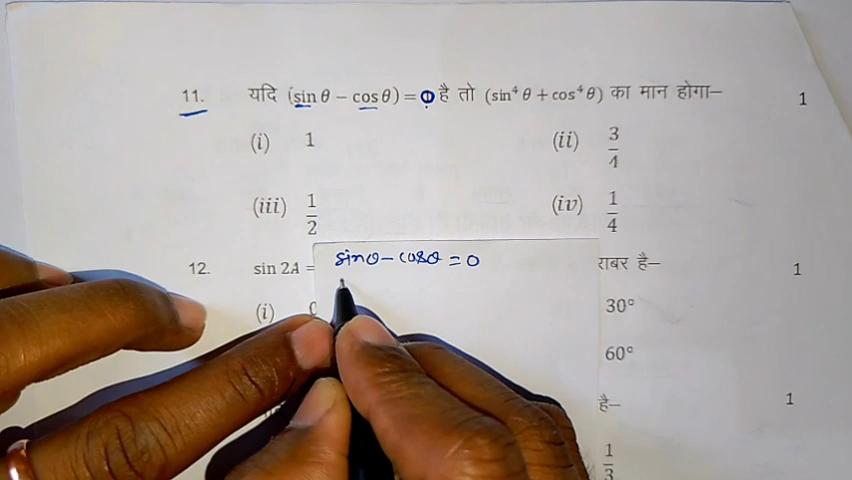 11. यदि (sin θ − cos θ) = 0 है तो (sin⁴ θ + cos⁴ θ) का मान होगा– 1
(i) 1 (ii) 3/4
(iii) 1/2 (iv) 1/4
12. sin 2A = राबर है– 1
sinθ − cosθ = 0
(i) 30°
60°
है– 1
1/3